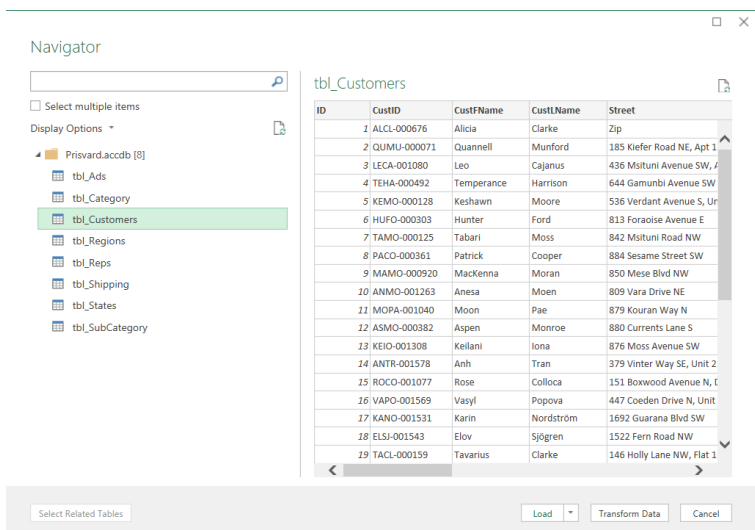 Navigator
Select multiple items
Display Options
Prisvard.accdb [8]
tbl_Ads
tbl_Category
tbl_Customers
tbl_Regions
tbl_Reps
tbl_Shipping
tbl_States
tbl_SubCategory
tbl_Customers
ID CustID CustFName CustLName Street
1 ALCL-000676 Alicia Clarke Zip
2 QUMU-000071 Quannell Munford 185 Kiefer Road NE, Apt 1
3 LECA-001080 Leo Cajanus 436 Msituni Avenue SW, A
4 TEHA-000492 Temperance Harrison 644 Gamunbi Avenue SW
5 KEMO-000128 Keshawn Moore 536 Verdant Avenue S, Un
6 HUFO-000303 Hunter Ford 813 Foraoise Avenue E
7 TAMO-000125 Tabari Moss 842 Msituni Road NW
8 PACO-000361 Patrick Cooper 884 Sesame Street SW
9 MAMO-000920 MacKenna Moran 850 Mese Blvd NW
10 ANMO-001263 Anesa Moen 809 Vara Drive NE
11 MOPA-001040 Moon Pae 879 Kouran Way N
12 ASMO-000382 Aspen Monroe 880 Currents Lane S
13 KEIO-001308 Keilani Iona 876 Moss Avenue SW
14 ANTR-001578 Anh Tran 379 Vinter Way SE, Unit 2
15 ROCO-001077 Rose Colloca 151 Boxwood Avenue N, D
16 VAPO-001569 Vasyl Popova 447 Coeden Drive N, Unit
17 KANO-001531 Karin Nordström 1692 Guarana Blvd SW
18 ELSJ-001543 Elov Sjögren 1522 Fern Road NW
19 TACL-000159 Tavarius Clarke 146 Holly Lane NW, Flat 1
Select Related Tables
Load
Transform Data
Cancel